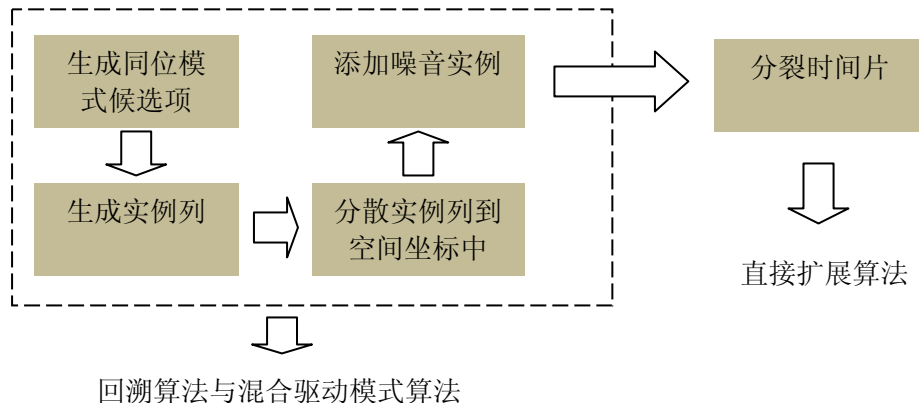 生成同位模
式候选项
添加噪音实例
分裂时间片
生成实例列
分散实例列到
空间坐标中
直接扩展算法
回溯算法与混合驱动模式算法